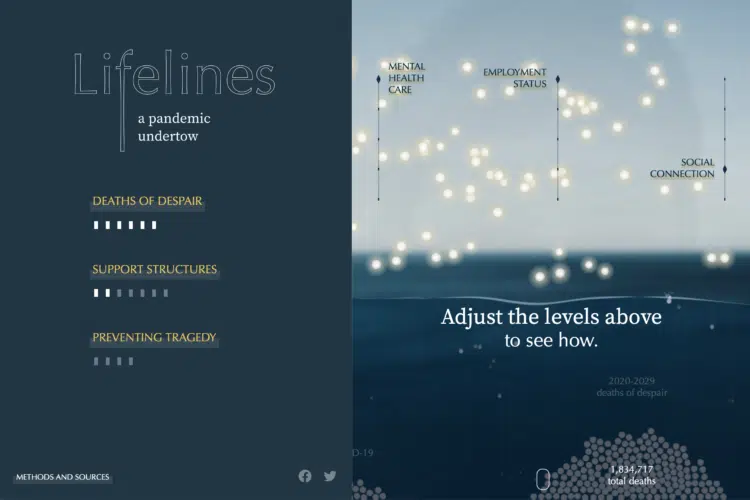 Lifelines
a pandemic
undertow
DEATHS OF DESPAIR
SUPPORT STRUCTURES
PREVENTING TRAGEDY
METHODS AND SOURCES
MENTAL
HEALTH
CARE
EMPLOYMENT
STATUS
SOCIAL
CONNECTION
Adjust the levels above
to see how.
2020-2029
deaths of despair
D-19
1,834,717
total deaths